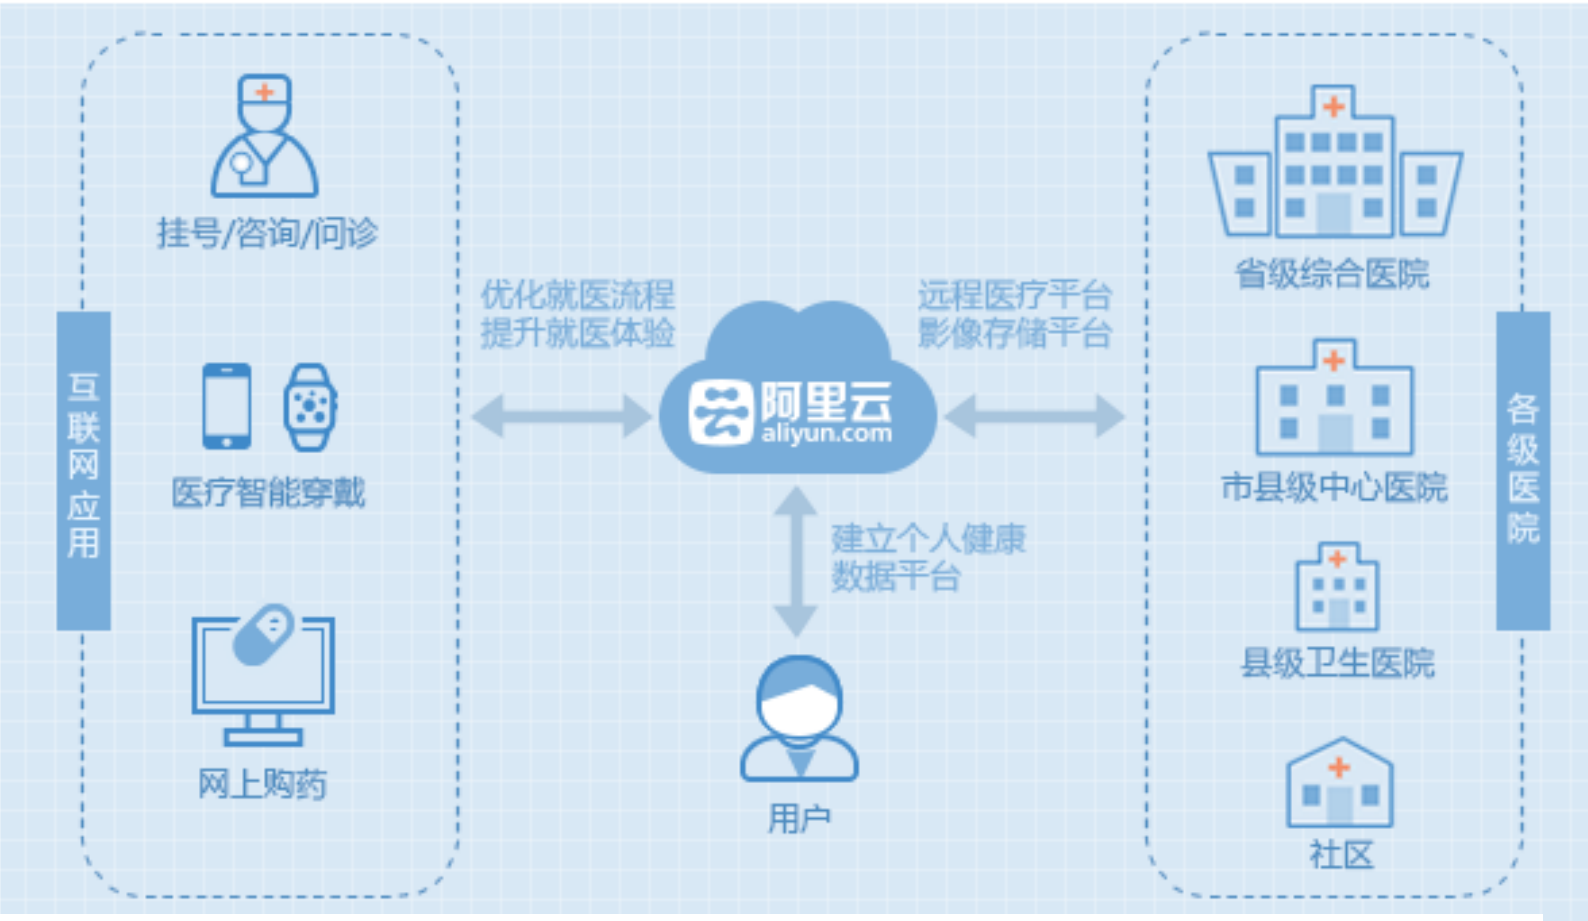 挂号/咨询/问诊
医疗智能穿戴
网上购药
互联网应用
优化就医流程
提升就医体验
阿里云
aliyun.com
远程医疗平台
影像存储平台
建立个人健康
数据平台
用户
省级综合医院
市县级中心医院
县级卫生医院
社区
各级医院